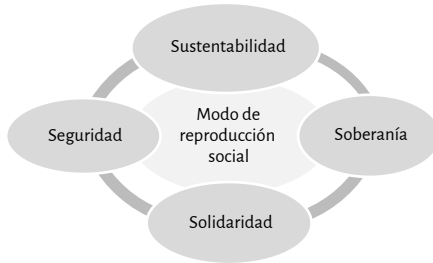 Sustentabilidad
Seguridad
Modo de
reproducción
social
Soberanía
Solidaridad